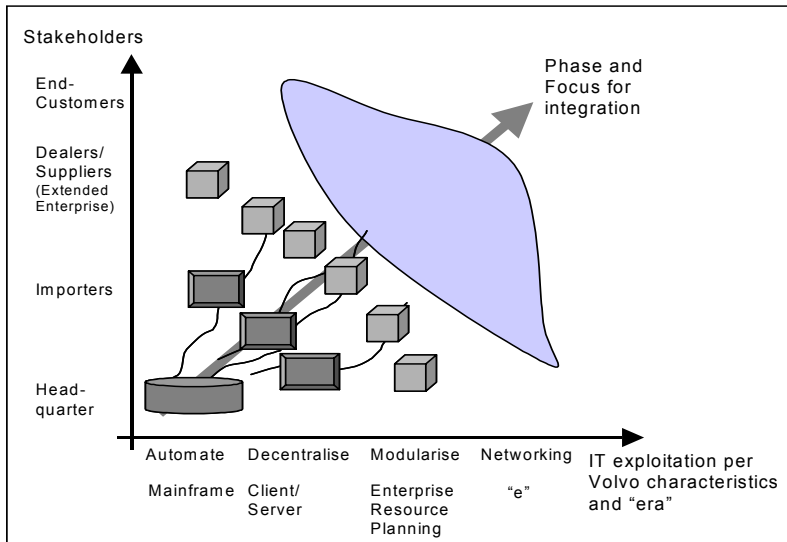 Stakeholders
End-
Customers
Dealers/
Suppliers
(Extended
Enterprise)
Importers
Head-
quarter
Phase and
Focus for
integration
Automate
Decentralise
Modularise
Networking
Mainframe
Client/
Server
Enterprise
Resource
Planning
“e”
IT exploitation per
Volvo characteristics
and “era”